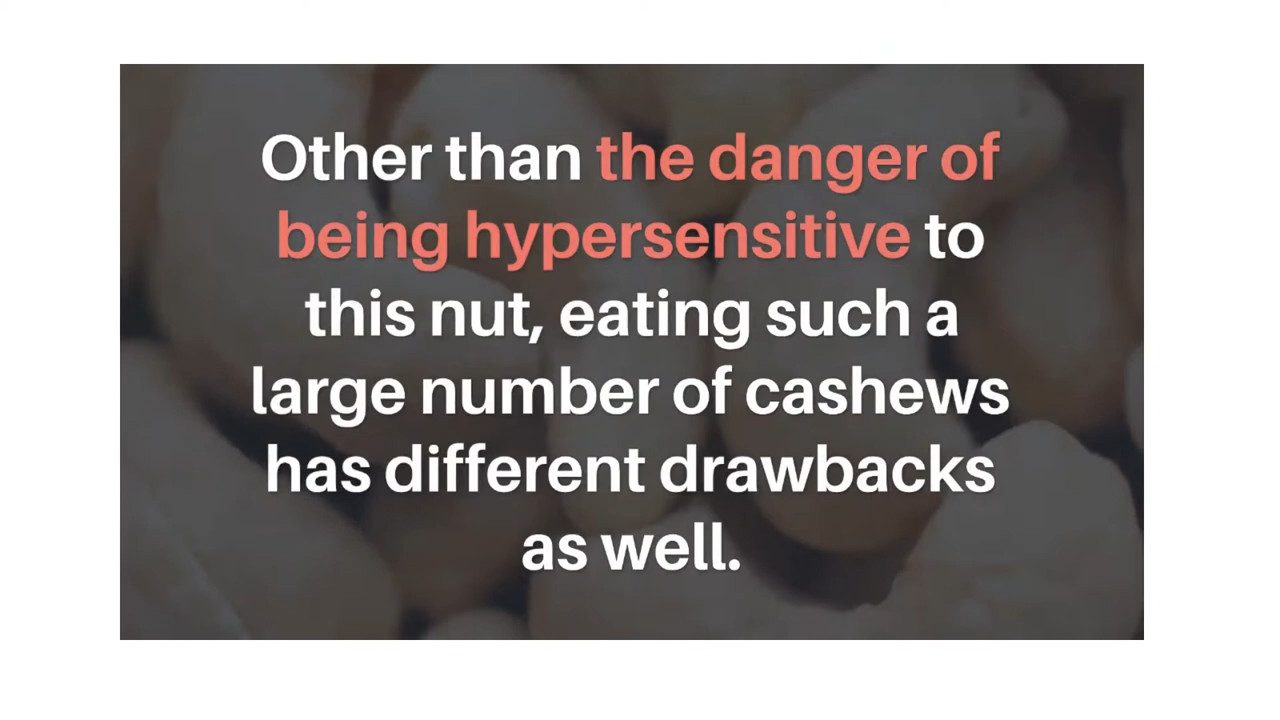 Other than the danger of
being hypersensitive to
this nut, eating such a
large number of cashews
has different drawbacks
as well.